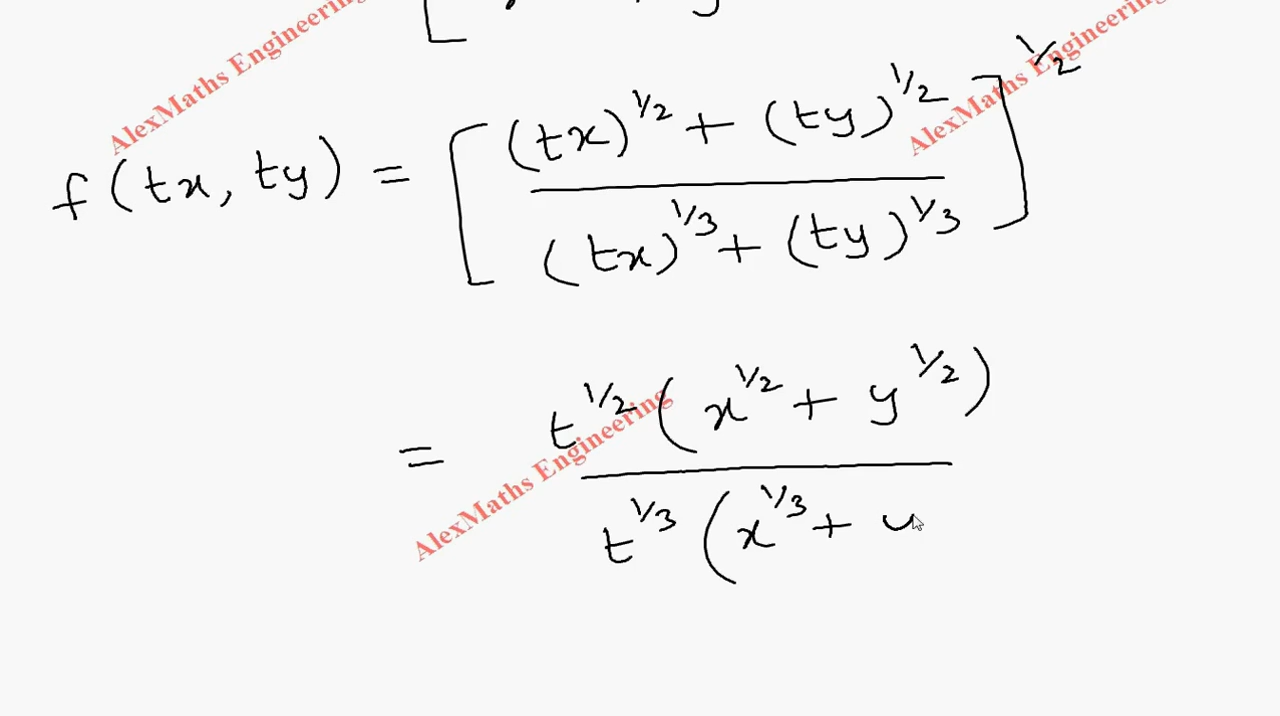 AlexMaths Engineering
AlexMaths Engineering
f(tx, ty) = [ ((tx)^{1/2} + (ty)^{1/2}) / ((tx)^{1/3} + (ty)^{1/3}) ]^{1/2}
= t^{1/2} (x^{1/2} + y^{1/2}) / t^{1/3} (x^{1/3} +
AlexMaths Engineering